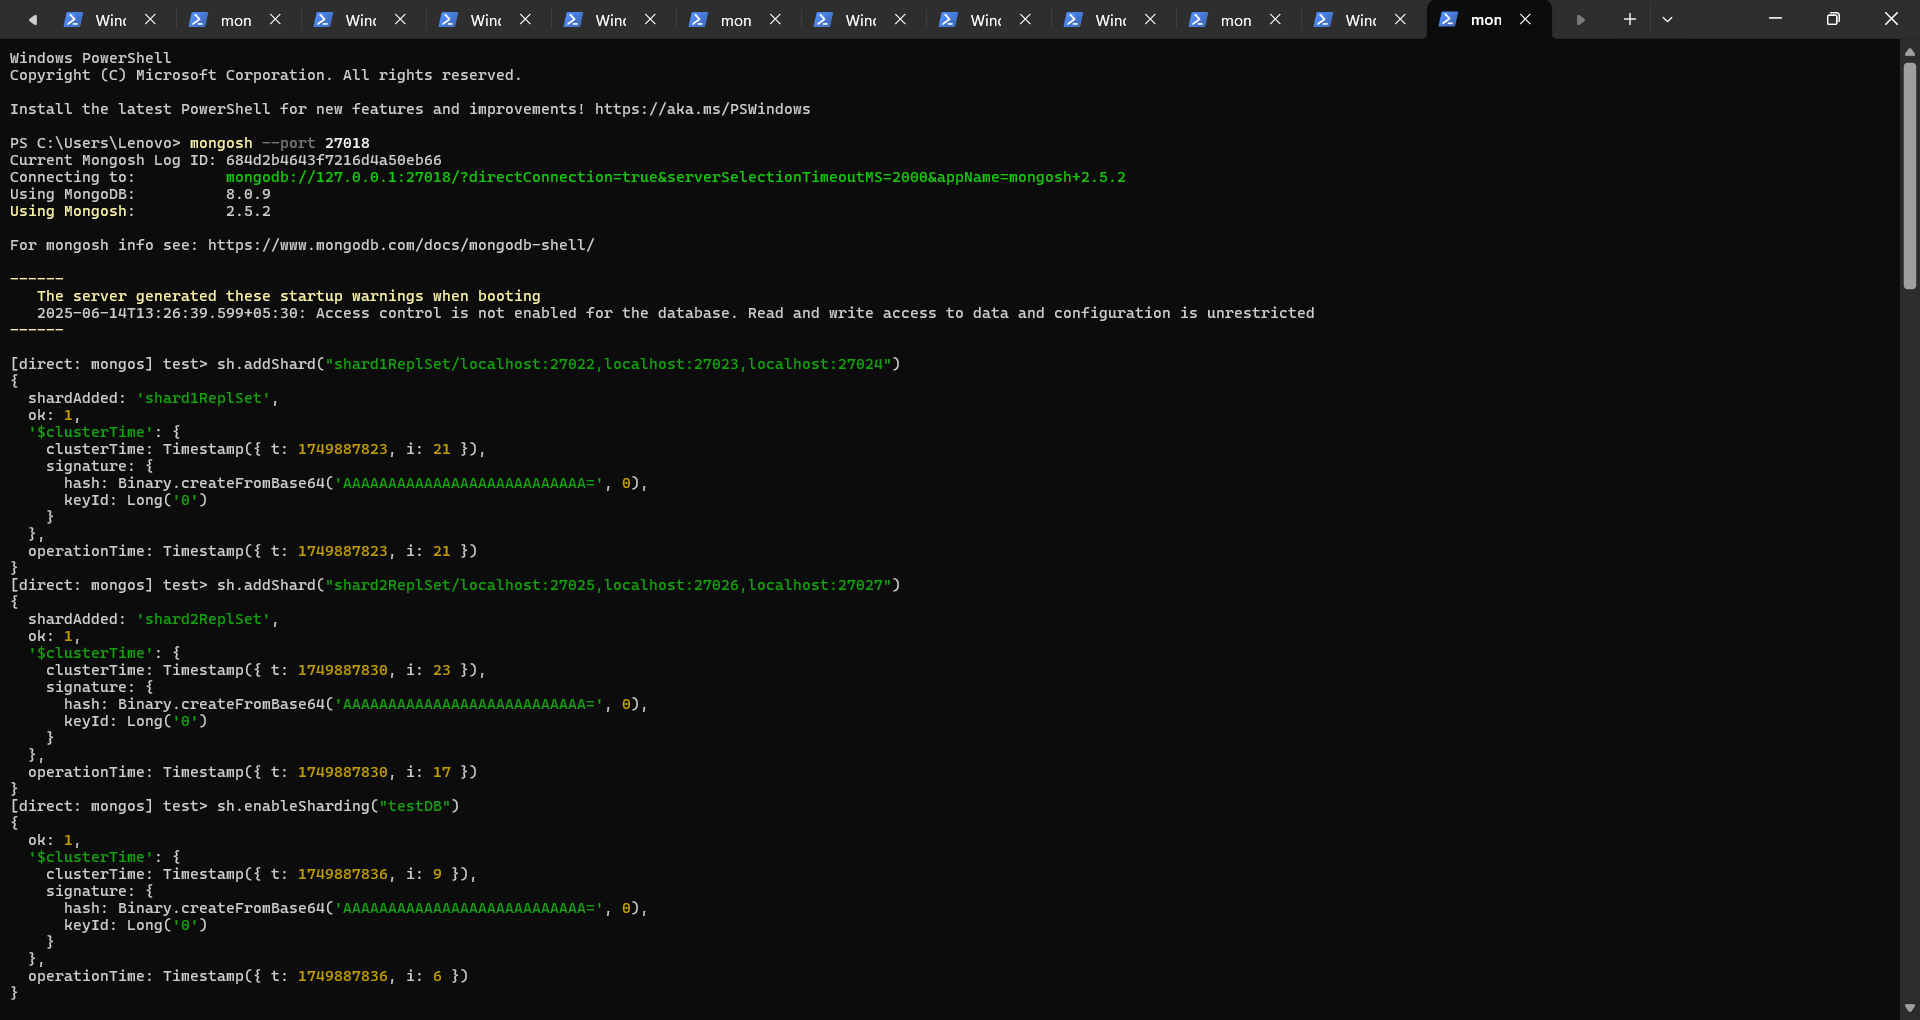 Winc mon Winc Winc Winc mon Winc Winc Winc mon Winc mon
Windows PowerShell
Copyright (C) Microsoft Corporation. All rights reserved.
Install the latest PowerShell for new features and improvements! https://aka.ms/PSWindows
PS C:\Users\Lenovo> mongosh --port 27018
Current Mongosh Log ID: 684d2b4643f7216d4a50eb66
Connecting to:          mongodb://127.0.0.1:27018/?directConnection=true&serverSelectionTimeoutMS=2000&appName=mongosh+2.5.2
Using MongoDB:          8.0.9
Using Mongosh:          2.5.2
For mongosh info see: https://www.mongodb.com/docs/mongodb-shell/
------
   The server generated these startup warnings when booting
   2025-06-14T13:26:39.599+05:30: Access control is not enabled for the database. Read and write access to data and configuration is unrestricted
------
[direct: mongos] test> sh.addShard("shard1ReplSet/localhost:27022,localhost:27023,localhost:27024")
{
  shardAdded: 'shard1ReplSet',
  ok: 1,
  '$clusterTime': {
    clusterTime: Timestamp({ t: 1749887823, i: 21 }),
    signature: {
      hash: Binary.createFromBase64('AAAAAAAAAAAAAAAAAAAAAAAAAAA=', 0),
      keyId: Long('0')
    }
  },
  operationTime: Timestamp({ t: 1749887823, i: 21 })
}
[direct: mongos] test> sh.addShard("shard2ReplSet/localhost:27025,localhost:27026,localhost:27027")
{
  shardAdded: 'shard2ReplSet',
  ok: 1,
  '$clusterTime': {
    clusterTime: Timestamp({ t: 1749887830, i: 23 }),
    signature: {
      hash: Binary.createFromBase64('AAAAAAAAAAAAAAAAAAAAAAAAAAA=', 0),
      keyId: Long('0')
    }
  },
  operationTime: Timestamp({ t: 1749887830, i: 17 })
}
[direct: mongos] test> sh.enableSharding("testDB")
{
  ok: 1,
  '$clusterTime': {
    clusterTime: Timestamp({ t: 1749887836, i: 9 }),
    signature: {
      hash: Binary.createFromBase64('AAAAAAAAAAAAAAAAAAAAAAAAAAA=', 0),
      keyId: Long('0')
    }
  },
  operationTime: Timestamp({ t: 1749887836, i: 6 })
}